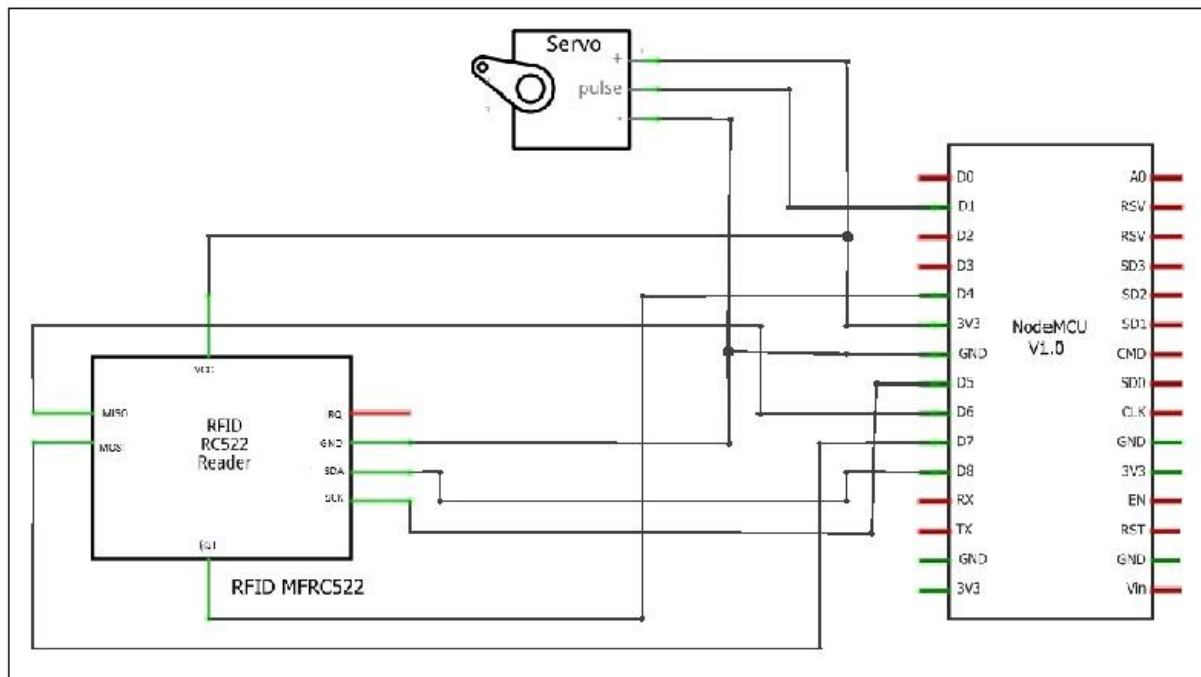 Servo
+
pulse
-
D0
D1
D2
D3
D4
3V3
GND
D5
D6
D7
D8
RX
TX
GND
3V3
NodeMCU
V1.0
A0
RSV
RSV
SD3
SD2
SD1
CMD
SD0
CLK
GND
3V3
EN
RST
GND
Vin
VCC
MISO
MOSI
RFID
RC522
Reader
GND
SDA
SCK
RFID MFRC522